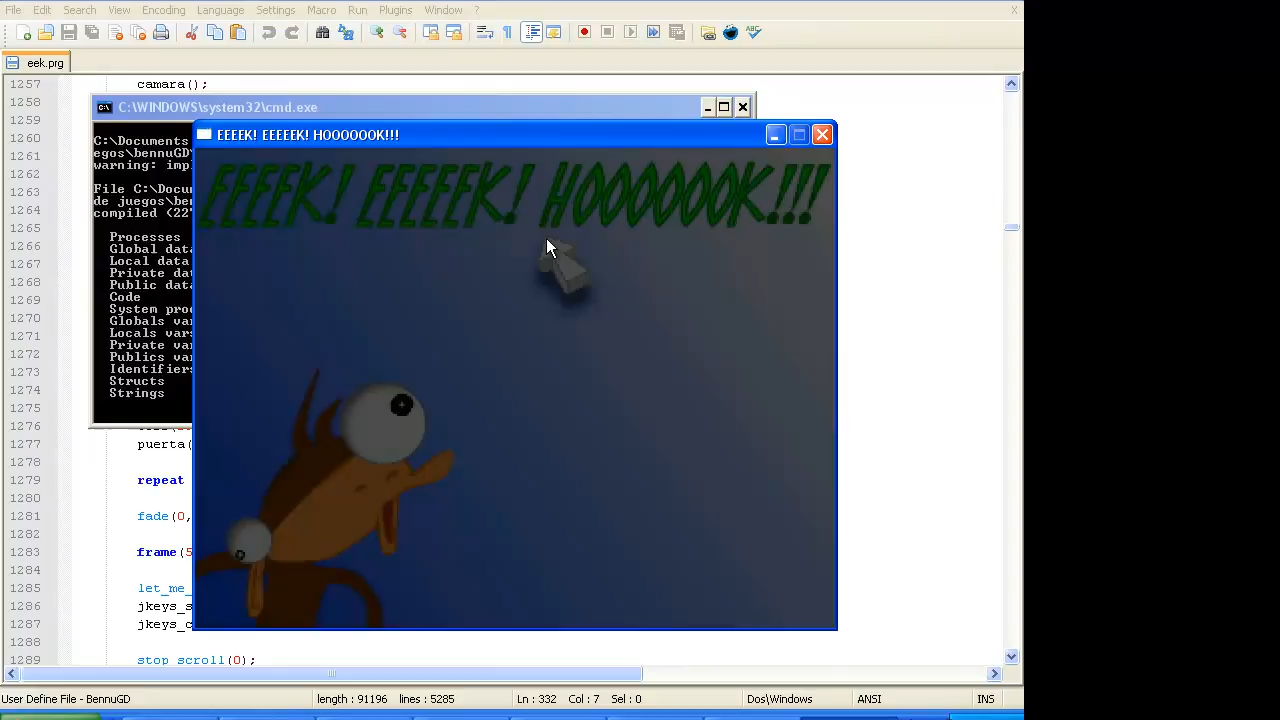 File Edit Search View Encoding Language Settings Macro Run Plugins Window ? X
eek.prg
1257 camara();
1258
1259
1260
1261
1262
1263
1264
1265
1266
1267
1268
1269
1270
1271
1272
1273
1274
1275
1276
1277 puerta(
1278
1279 repeat
1280
1281 fade(0,
1282
1283 frame(5
1284
1285 let_me_
1286 jkeys_s
1287 jkeys_c
1288
1289 stop_scroll(0);
C:\WINDOWS\system32\cmd.exe
C:\Documents
egos\bennuGD\
warning: impl
File C:\Docum
de juegos\ben
compiled <22
Processes
Global data
Local data
Private dat
Public data
Code
System proc
Globals var
Locals vars
Private var
Publics var
Identifiers
Structs
Strings
EEEEK! EEEEEK! HOOOOOOK!!!
EEEEK! EEEEEK! HOOOOOOK!!!
User Define File - BennuGD length : 91196 lines : 5285 Ln : 332 Col : 7 Sel : 0 Dos\Windows ANSI INS